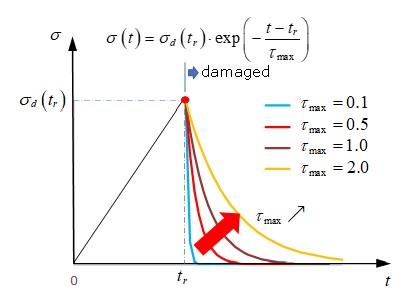 σ
σ(t) = σ_d(t_r)·exp(−(t − t_r)/τ_max)
damaged
σ_d(t_r)
τ_max = 0.1
τ_max = 0.5
τ_max = 1.0
τ_max = 2.0
τ_max ↗
0
t_r
t